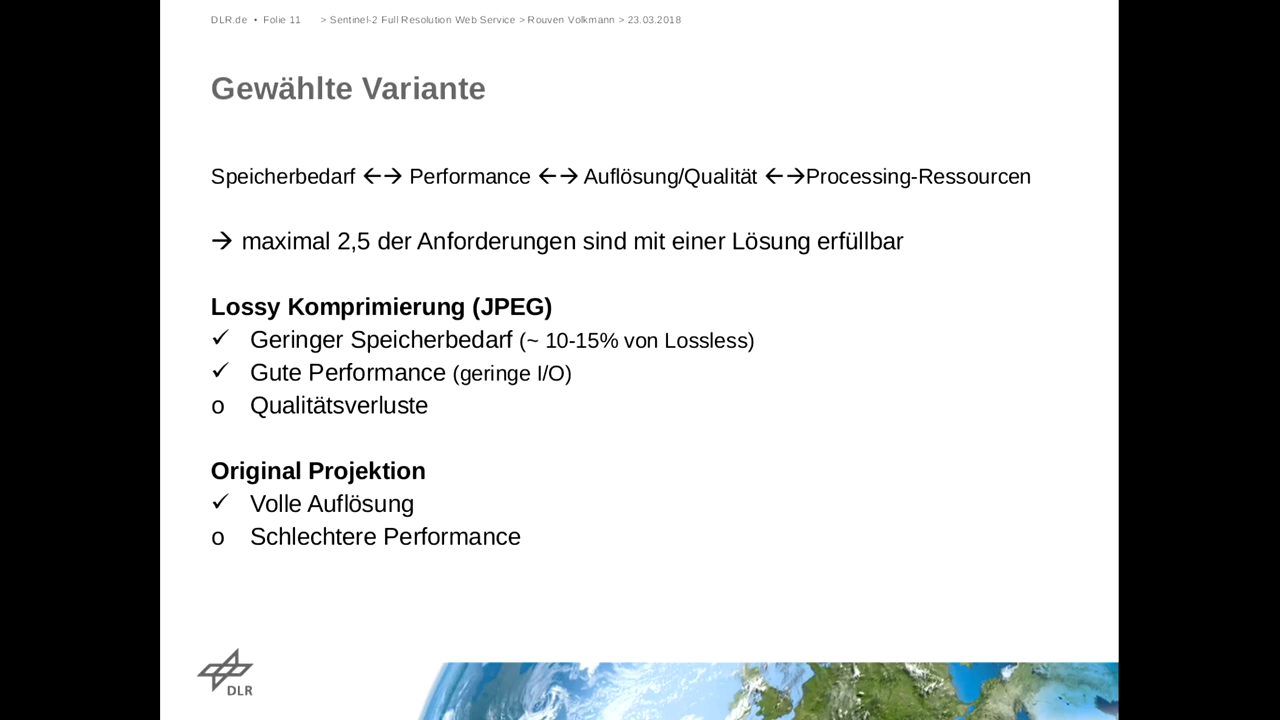 DLR.de • Folie 11 > Sentinel-2 Full Resolution Web Service > Rouven Volkmann > 23.03.2018
Gewählte Variante
Speicherbedarf ←→ Performance ←→ Auflösung/Qualität ←→Processing-Ressourcen
→ maximal 2,5 der Anforderungen sind mit einer Lösung erfüllbar
Lossy Komprimierung (JPEG)
✓ Geringer Speicherbedarf (~ 10-15% von Lossless)
✓ Gute Performance (geringe I/O)
o Qualitätsverluste
Original Projektion
✓ Volle Auflösung
o Schlechtere Performance
DLR